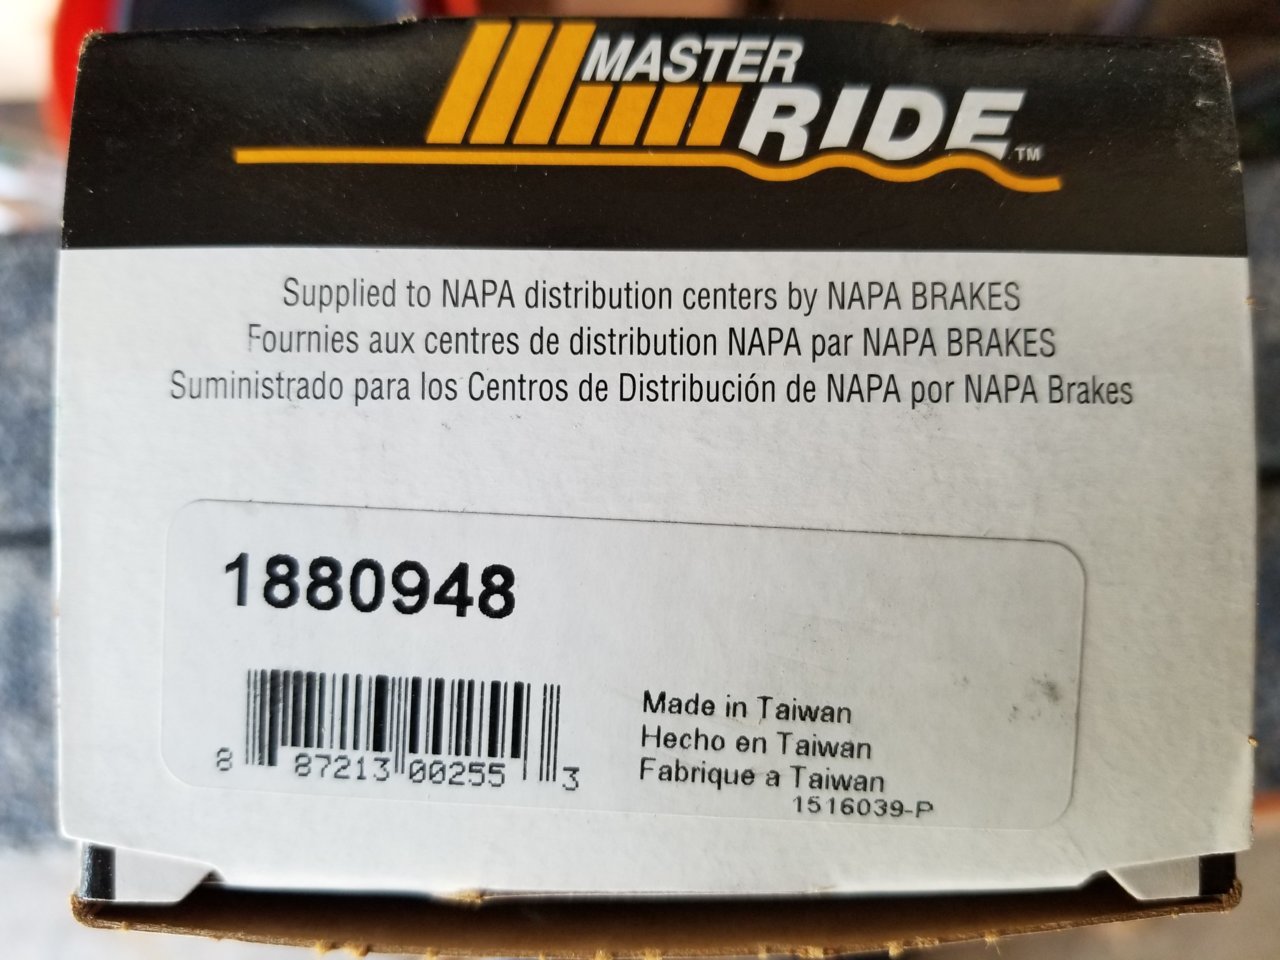 MASTER
RIDE™
Supplied to NAPA distribution centers by NAPA BRAKES
Fournies aux centres de distribution NAPA par NAPA BRAKES
Suministrado para los Centros de Distribución de NAPA por NAPA Brakes
1880948
8 87213 00255 3
Made in Taiwan
Hecho en Taiwan
Fabrique a Taiwan
1516039-P